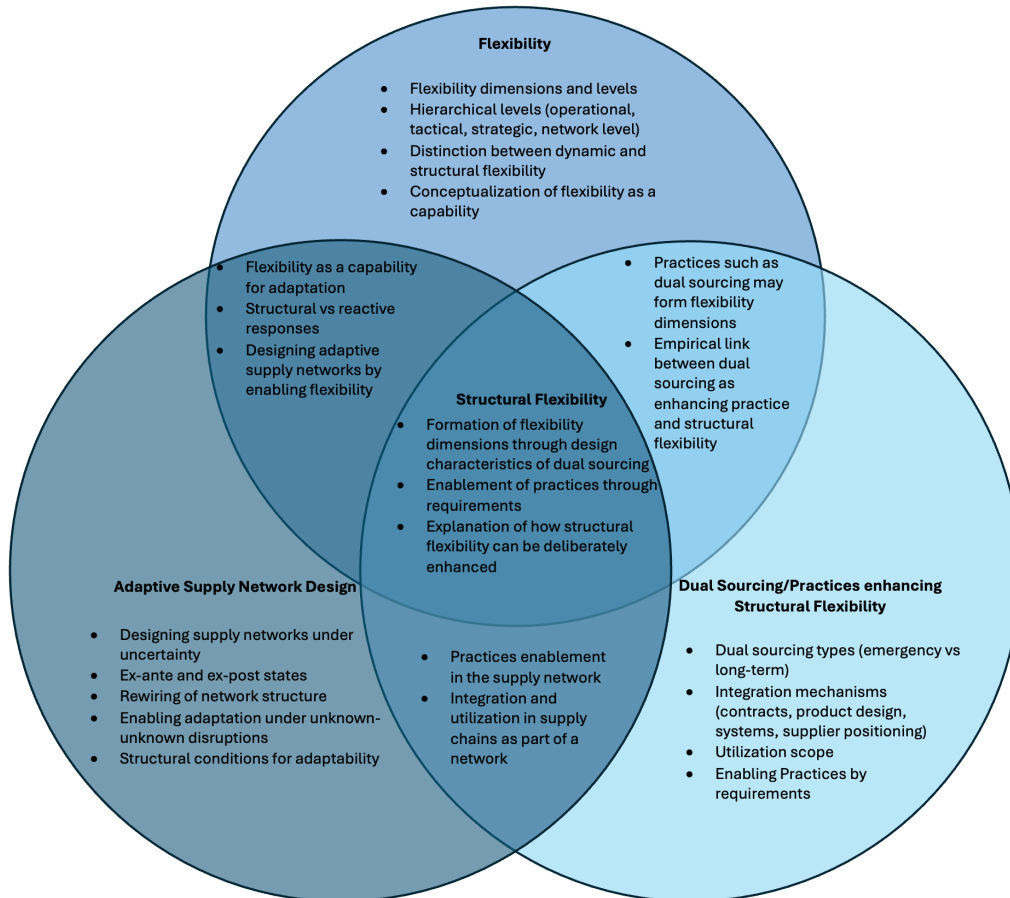 Flexibility
• Flexibility dimensions and levels
• Hierarchical levels (operational,
tactical, strategic, network level)
• Distinction between dynamic and
structural flexibility
• Conceptualization of flexibility as a
capability
• Flexibility as a capability
for adaptation
• Structural vs reactive
responses
• Designing adaptive
supply networks by
enabling flexibility
• Practices such as
dual sourcing may
form flexibility
dimensions
• Empirical link
between dual
sourcing as
enhancing practice
and structural
flexibility
Structural Flexibility
• Formation of flexibility
dimensions through design
characteristics of dual sourcing
• Enablement of practices through
requirements
• Explanation of how structural
flexibility can be deliberately
enhanced
Adaptive Supply Network Design
• Designing supply networks under
uncertainty
• Ex-ante and ex-post states
• Rewiring of network structure
• Enabling adaptation under unknown-
unknown disruptions
• Structural conditions for adaptability
• Practices enablement
in the supply network
• Integration and
utilization in supply
chains as part of a
network
Dual Sourcing/Practices enhancing
Structural Flexibility
• Dual sourcing types (emergency vs
long-term)
• Integration mechanisms
(contracts, product design,
systems, supplier positioning)
• Utilization scope
• Enabling Practices by
requirements